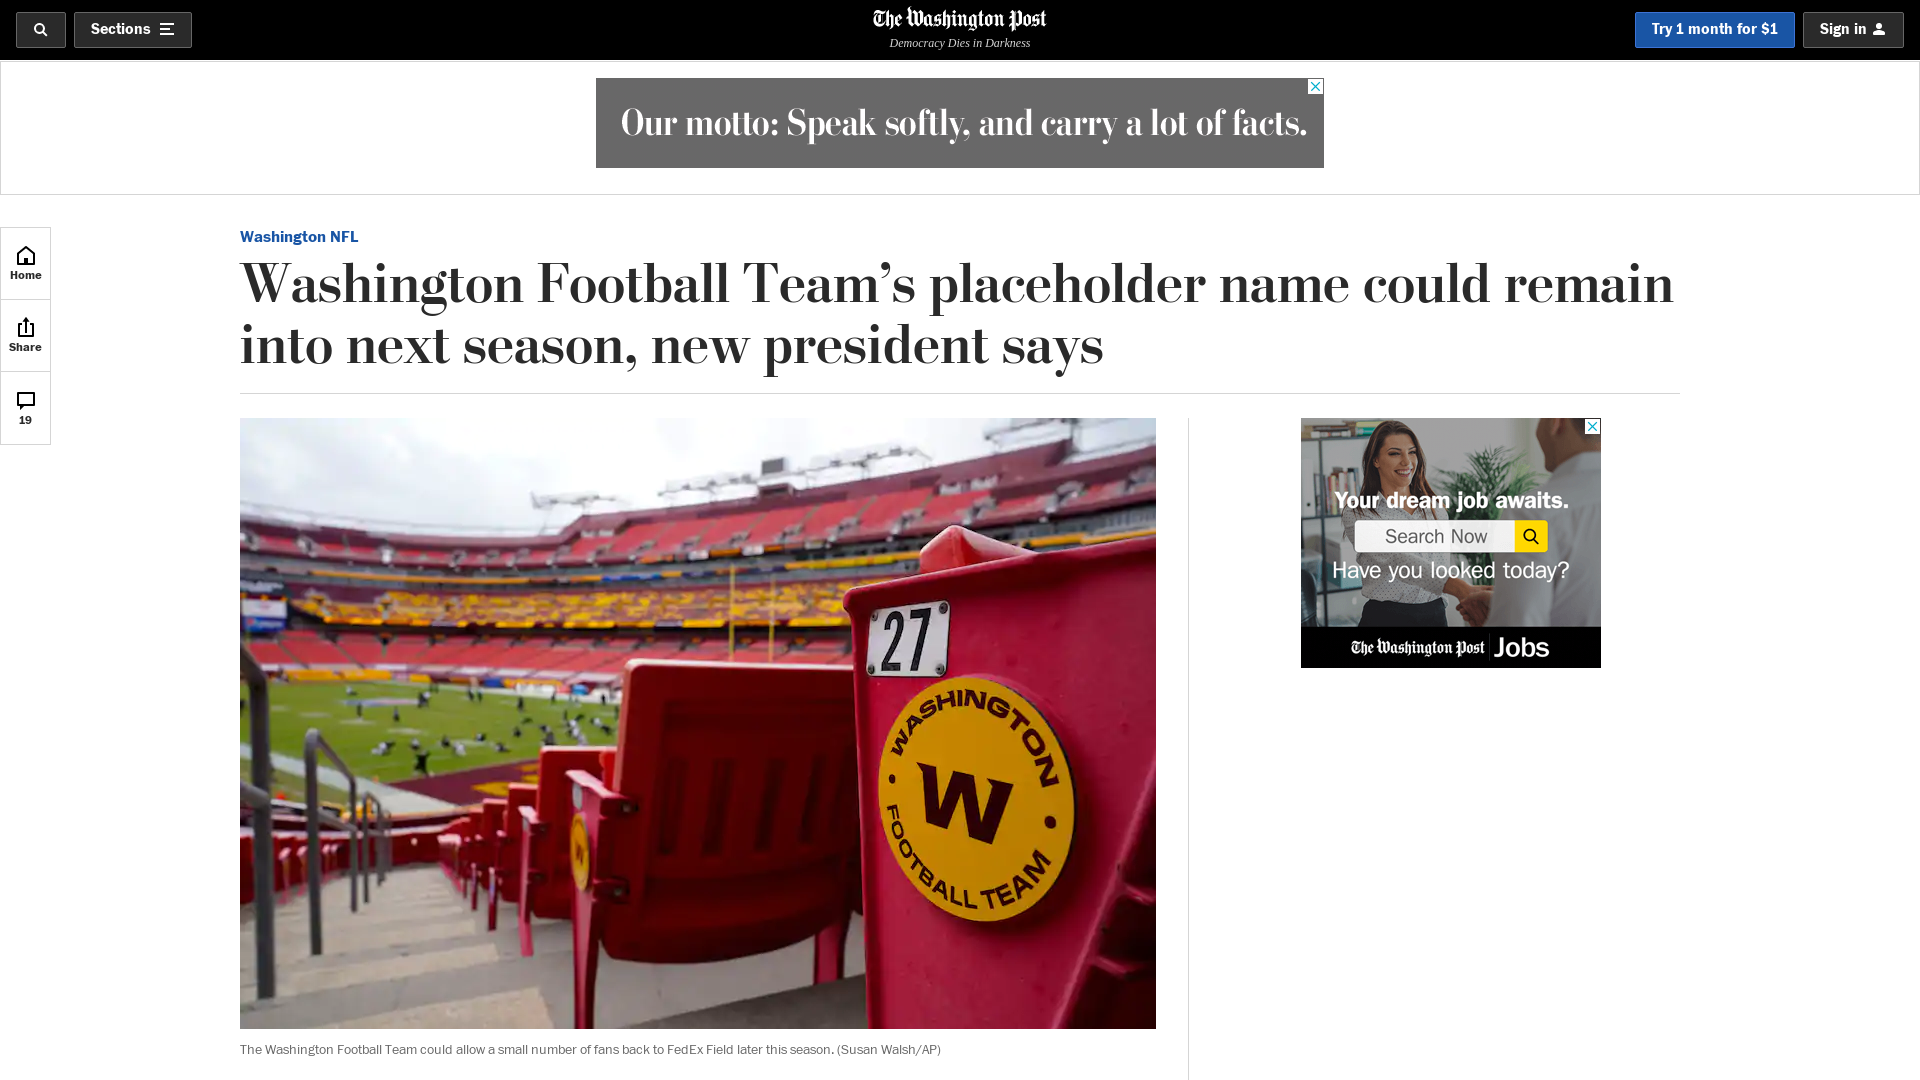 Sections
The Washington Post
Democracy Dies in Darkness
Try 1 month for $1
Sign in
Our motto: Speak softly, and carry a lot of facts.
Home
Share
19
Washington NFL
Washington Football Team’s placeholder name could remain
into next season, new president says
27
WASHINGTON
W
FOOTBALL TEAM
The Washington Football Team could allow a small number of fans back to FedEx Field later this season. (Susan Walsh/AP)
Your dream job awaits.
Search Now
Have you looked today?
The Washington Post Jobs